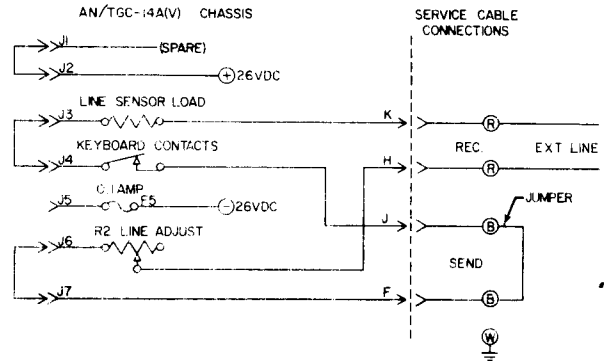 AN/TGC-14A(V) CHASSIS
SERVICE CABLE
CONNECTIONS
J1 (SPARE)
J2 + 26VDC
LINE SENSOR LOAD
J3 K R
KEYBOARD CONTACTS
REC. EXT LINE
J4 H R
J5 CLAMP F5 − 26VDC
JUMPER
J B
J6 R2 LINE ADJUST
SEND
J7 F B
W